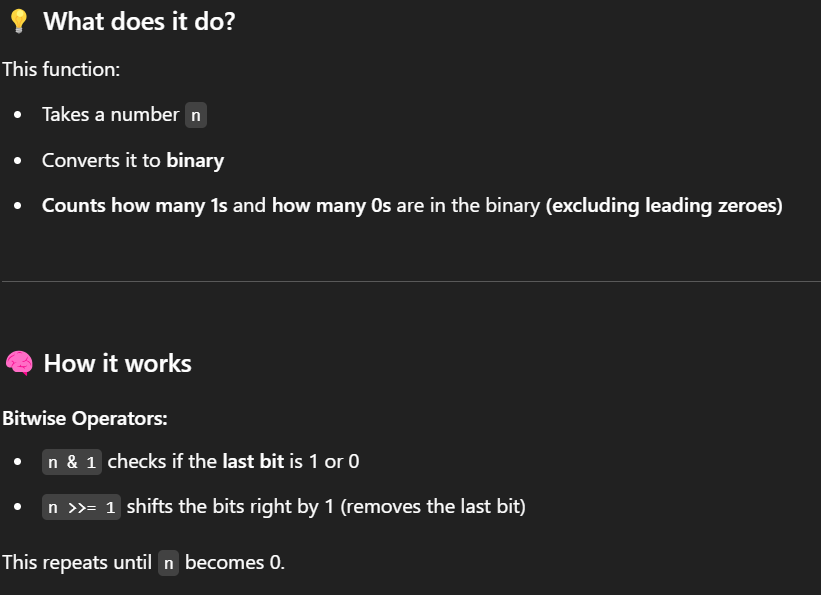 💡 What does it do?
This function:
• Takes a number n
• Converts it to binary
• Counts how many 1s and how many 0s are in the binary (excluding leading zeroes)
🧠 How it works
Bitwise Operators:
• n & 1 checks if the last bit is 1 or 0
• n >>= 1 shifts the bits right by 1 (removes the last bit)
This repeats until n becomes 0.